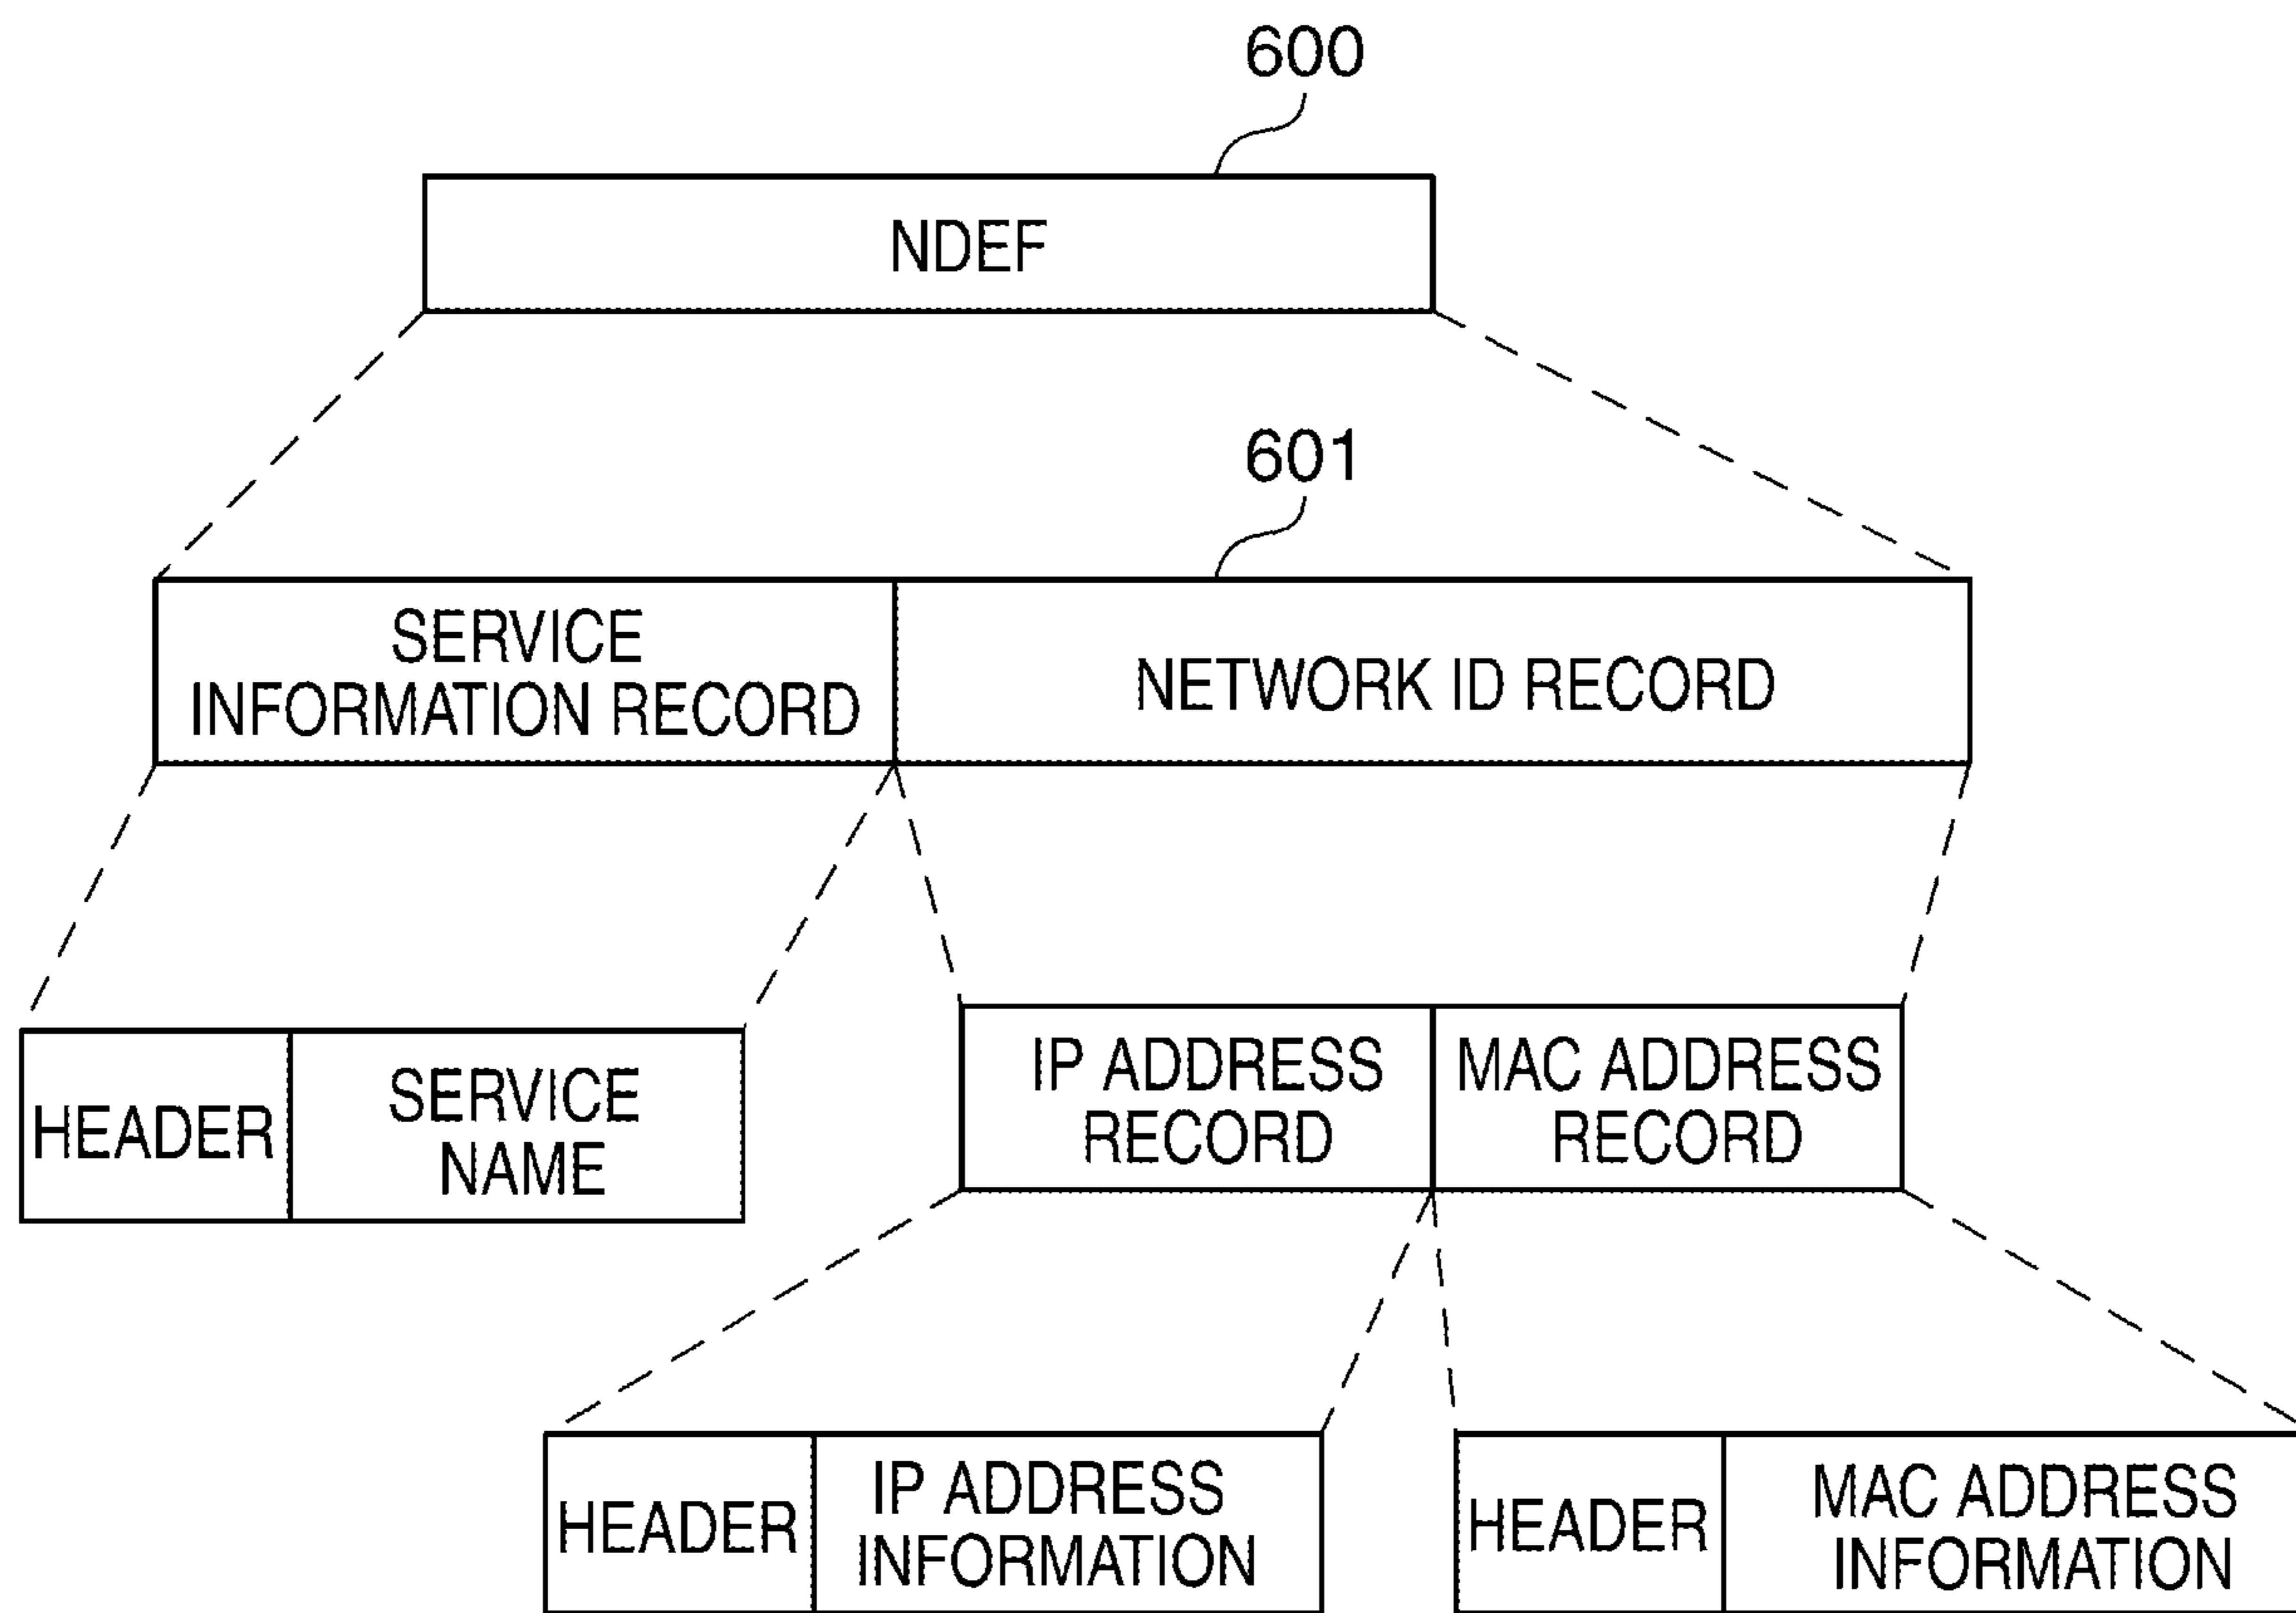 600
NDEF
601
SERVICE
INFORMATION RECORD
NETWORK ID RECORD
HEADER
SERVICE
NAME
IP ADDRESS
RECORD
MAC ADDRESS
RECORD
HEADER
IP ADDRESS
INFORMATION
HEADER
MAC ADDRESS
INFORMATION